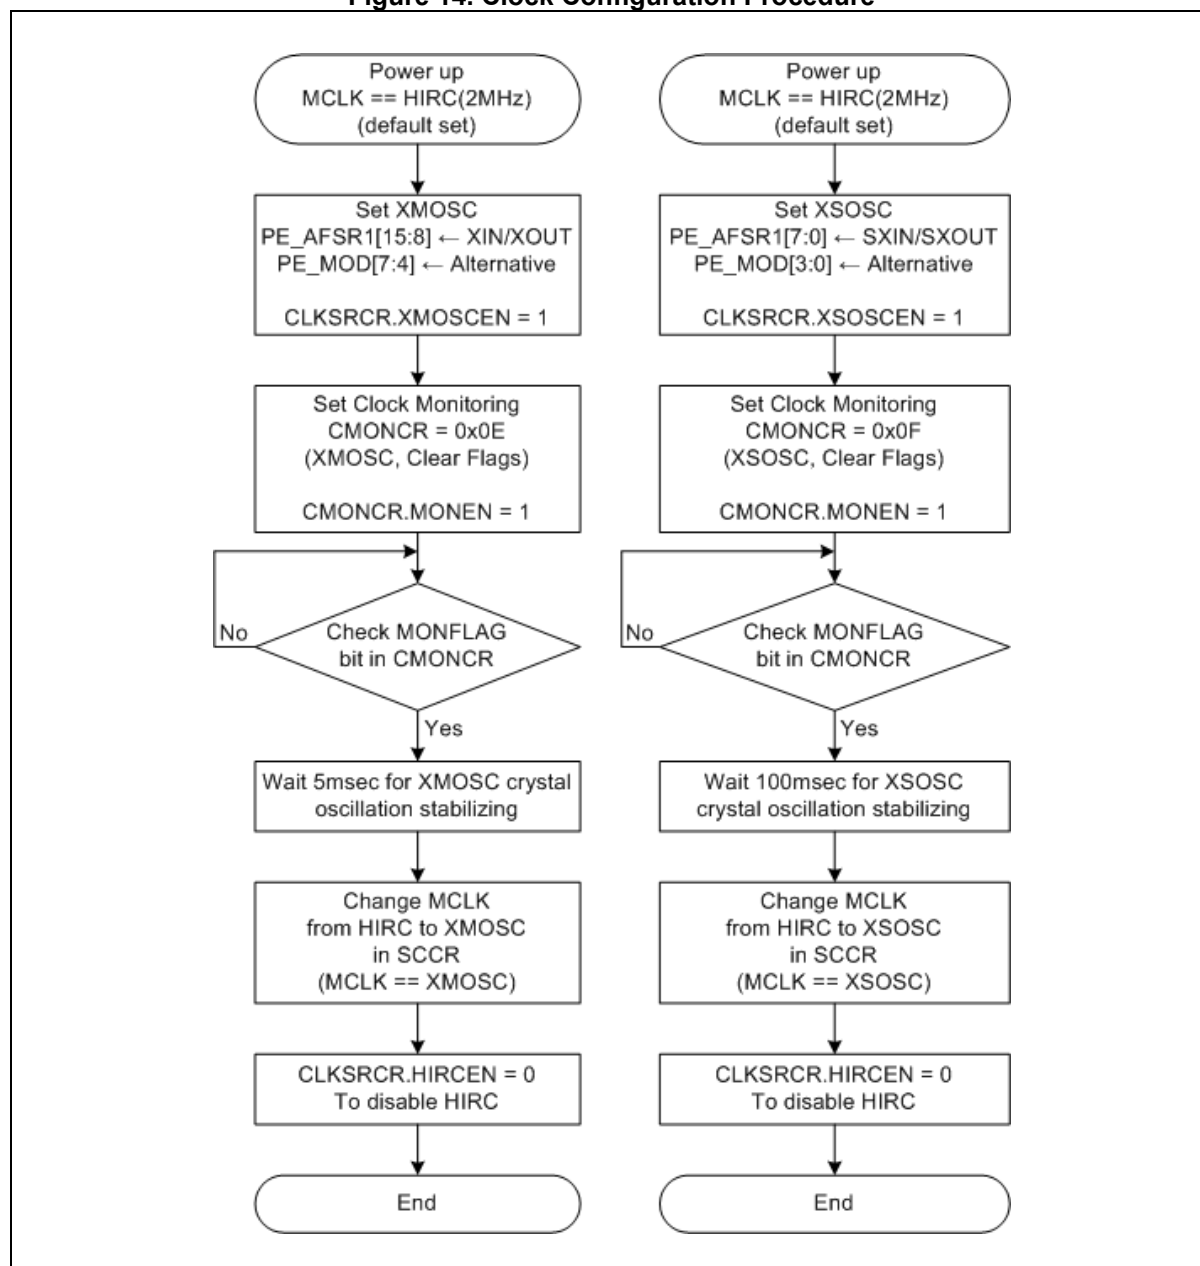 Figure 14. Clock Configuration Procedure
Power up
MCLK == HIRC(2MHz)
(default set)
Set XMOSC
PE_AFSR1[15:8] ← XIN/XOUT
PE_MOD[7:4] ← Alternative
CLKSRCR.XMOSCEN = 1
Set Clock Monitoring
CMONCR = 0x0E
(XMOSC, Clear Flags)
CMONCR.MONEN = 1
No
Check MONFLAG
bit in CMONCR
Yes
Wait 5msec for XMOSC crystal
oscillation stabilizing
Change MCLK
from HIRC to XMOSC
in SCCR
(MCLK == XMOSC)
CLKSRCR.HIRCEN = 0
To disable HIRC
End
Power up
MCLK == HIRC(2MHz)
(default set)
Set XSOSC
PE_AFSR1[7:0] ← SXIN/SXOUT
PE_MOD[3:0] ← Alternative
CLKSRCR.XSOSCEN = 1
Set Clock Monitoring
CMONCR = 0x0F
(XSOSC, Clear Flags)
CMONCR.MONEN = 1
No
Check MONFLAG
bit in CMONCR
Yes
Wait 100msec for XSOSC
crystal oscillation stabilizing
Change MCLK
from HIRC to XSOSC
in SCCR
(MCLK == XSOSC)
CLKSRCR.HIRCEN = 0
To disable HIRC
End